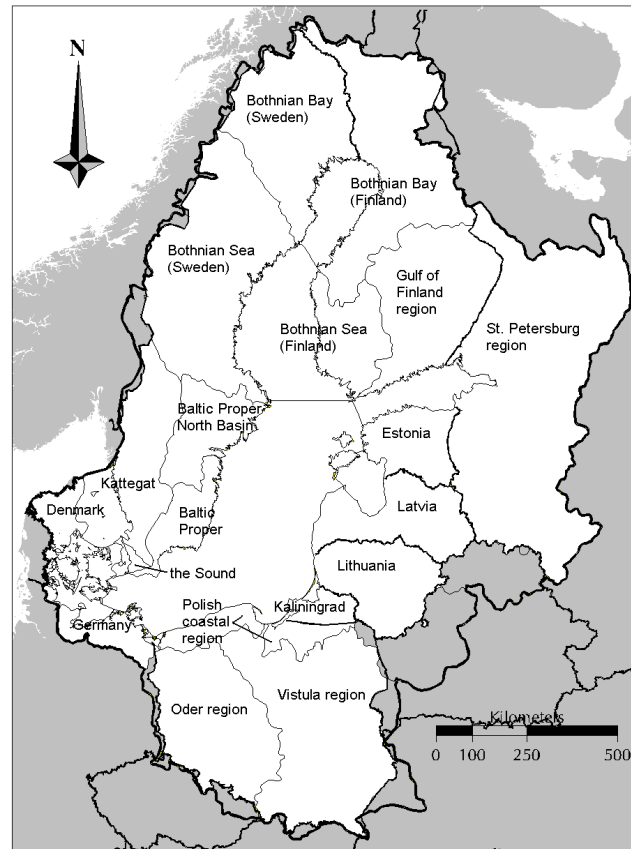 N
Bothnian Bay
(Sweden)
Bothnian Bay
(Finland)
Bothnian Sea
(Sweden)
Gulf of
Finland
region
Bothnian Sea
(Finland)
St. Petersburg
region
Baltic Proper
North Basin
Estonia
Kattegat
Denmark
Baltic
Proper
Latvia
the Sound
Lithuania
Polish
coastal
region
Kaliningrad
Germany
Oder region
Vistula region
Kilometers
0 100 250 500